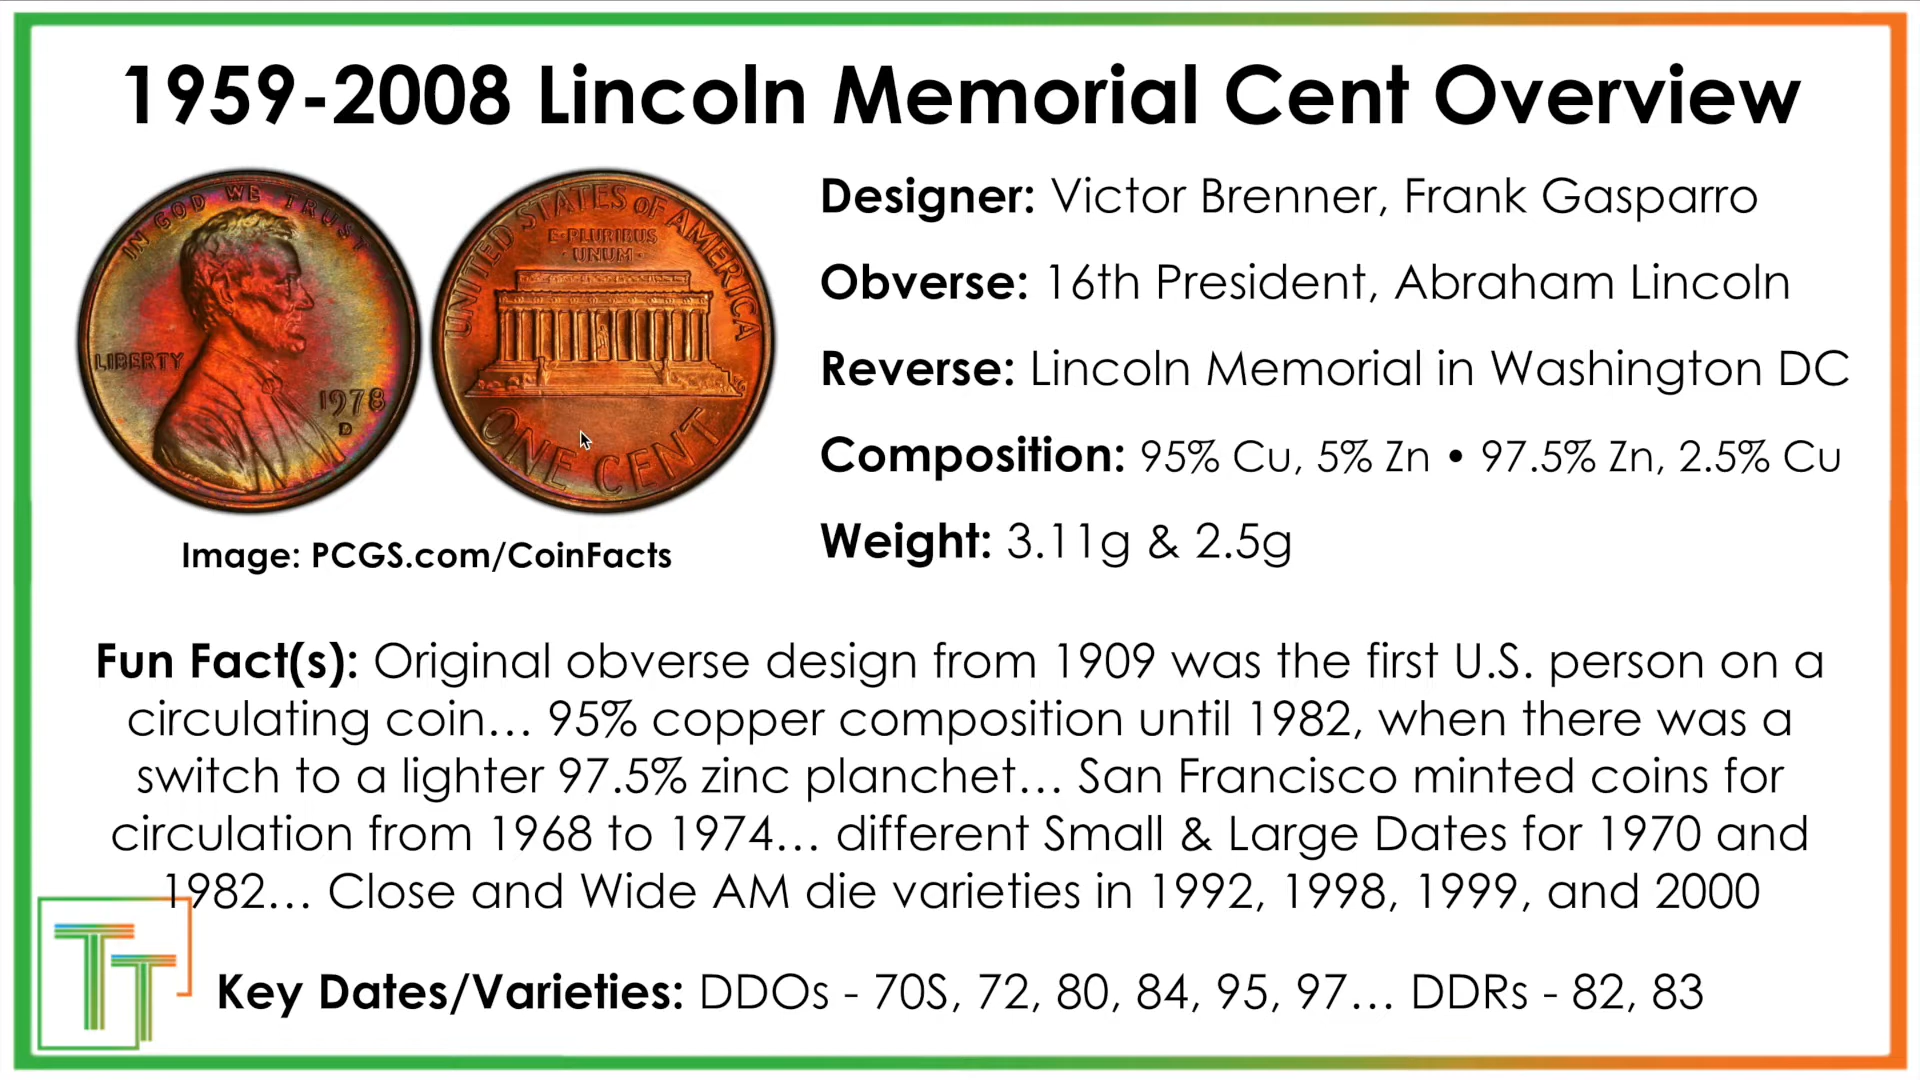 1959-2008 Lincoln Memorial Cent Overview
IN GOD WE TRUST
LIBERTY
1978
D
UNITED STATES OF AMERICA
E·PLURIBUS
·UNUM·
ONE CENT
Image: PCGS.com/CoinFacts
Designer: Victor Brenner, Frank Gasparro
Obverse: 16th President, Abraham Lincoln
Reverse: Lincoln Memorial in Washington DC
Composition: 95% Cu, 5% Zn • 97.5% Zn, 2.5% Cu
Weight: 3.11g & 2.5g
Fun Fact(s): Original obverse design from 1909 was the first U.S. person on a
circulating coin… 95% copper composition until 1982, when there was a
switch to a lighter 97.5% zinc planchet… San Francisco minted coins for
circulation from 1968 to 1974… different Small & Large Dates for 1970 and
1982… Close and Wide AM die varieties in 1992, 1998, 1999, and 2000
TT
Key Dates/Varieties: DDOs - 70S, 72, 80, 84, 95, 97… DDRs - 82, 83